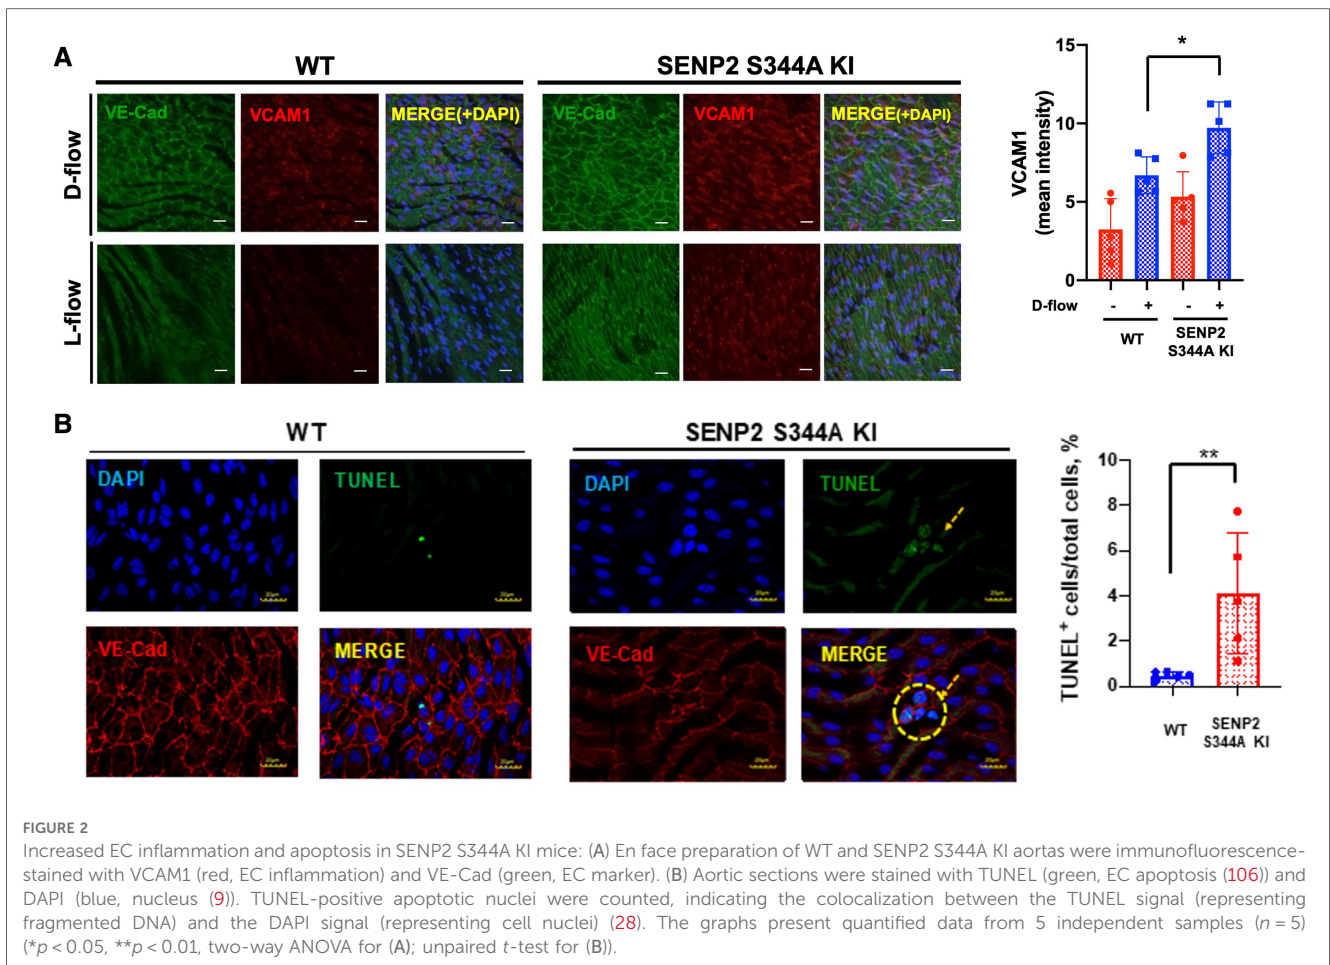 A
WT
SENP2 S344A KI
D-flow
VE-Cad
VCAM1
MERGE(+DAPI)
VE-Cad
VCAM1
MERGE(+DAPI)
L-flow
VCAM1
(mean intensity)
15
10
5
0
*
D-flow
- + - +
WT
SENP2
S344A KI
B
WT
SENP2 S344A KI
DAPI
TUNEL
DAPI
TUNEL
20μm
20μm
20μm
20μm
VE-Cad
MERGE
VE-Cad
MERGE
20μm
20μm
20μm
20μm
TUNEL+ cells/total cells, %
10
8
6
4
2
0
**
WT
SENP2
S344A KI
FIGURE 2
Increased EC inflammation and apoptosis in SENP2 S344A KI mice: (A) En face preparation of WT and SENP2 S344A KI aortas were immunofluorescence-
stained with VCAM1 (red, EC inflammation) and VE-Cad (green, EC marker). (B) Aortic sections were stained with TUNEL (green, EC apoptosis (106)) and
DAPI (blue, nucleus (9)). TUNEL-positive apoptotic nuclei were counted, indicating the colocalization between the TUNEL signal (representing
fragmented DNA) and the DAPI signal (representing cell nuclei) (28). The graphs present quantified data from 5 independent samples (n = 5)
(*p < 0.05, **p < 0.01, two-way ANOVA for (A); unpaired t-test for (B)).